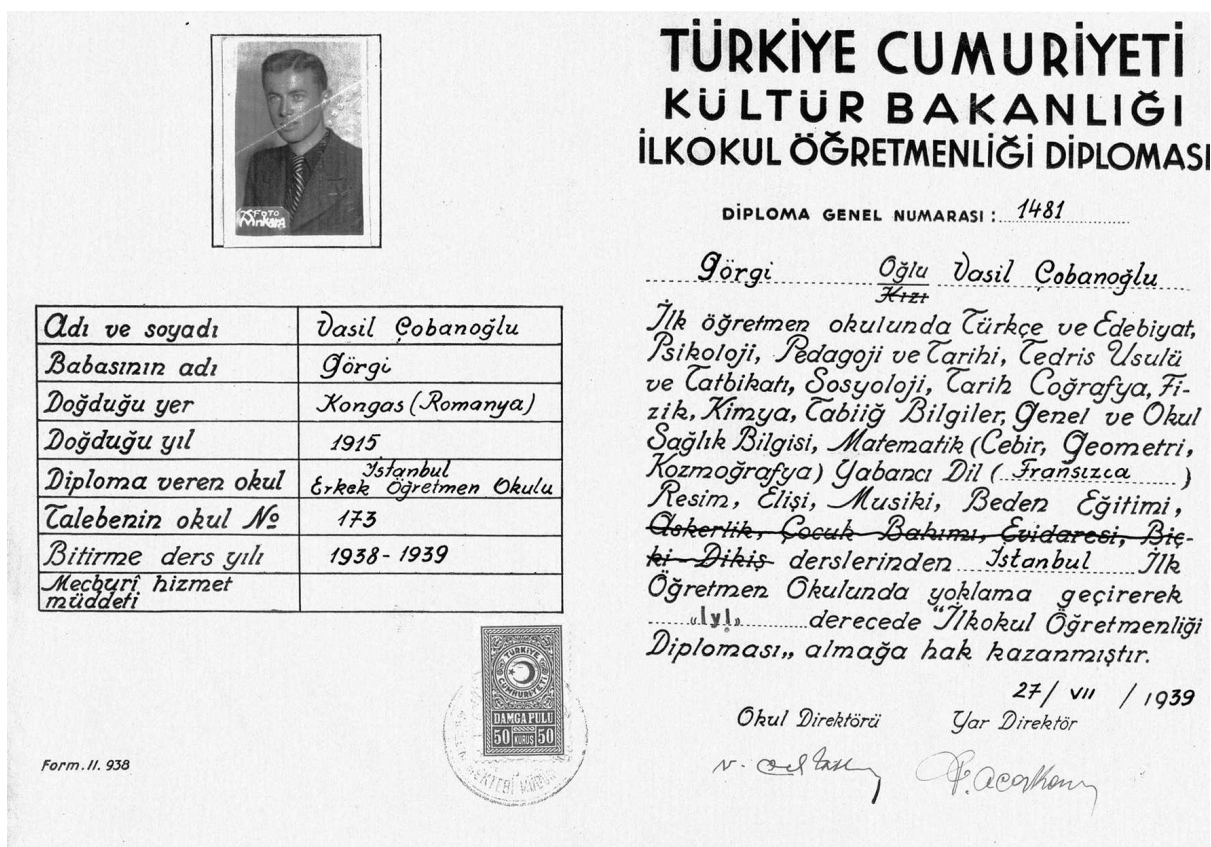 FOTO
Ankara
Adı ve soyadı Vasil Çobanoğlu
Babasının adı Görgi
Doğduğu yer Kongas (Romanya)
Doğduğu yıl 1915
Diploma veren okul İstanbul
Erkek Öğretmen Okulu
Talebenin okul No 173
Bitirme ders yılı 1938-1939
Mecburî hizmet
müddeti
TÜRKİYE
CUMHURİYETİ
DAMGA PULU
50 KURUŞ 50
MEKTEBİ
Form. II. 938
TÜRKİYE CUMURİYETİ
KÜLTÜR BAKANLIĞI
İLKOKUL ÖĞRETMENLİĞİ DİPLOMASI
DİPLOMA GENEL NUMARASI: 1481
Görgi Oğlu Vasil Çobanoğlu
Kızı
İlk öğretmen okulunda Türkçe ve Edebiyat,
Psikoloji, Pedagoji ve Tarihi, Tedris Usulü
ve Tatbikatı, Sosyoloji, Tarih Coğrafya, Fi-
zik, Kimya, Tabiiğ Bilgiler, Genel ve Okul
Sağlık Bilgisi, Matematik (Cebir, Geometri,
Kozmoğrafya) Yabancı Dil (Fransızca)
Resim, Elişi, Musiki, Beden Eğitimi,
Askerlik, Çocuk Bahımı, Evidaresi, Biç-
ki-Dikiş derslerinden İstanbul İlk
Öğretmen Okulunda yoklama geçirerek
„İyi„ derecede "İlkokul Öğretmenliği
Diploması„ almağa hak kazanmıştır.
27/VII/1939
Okul Direktörü Yar Direktör